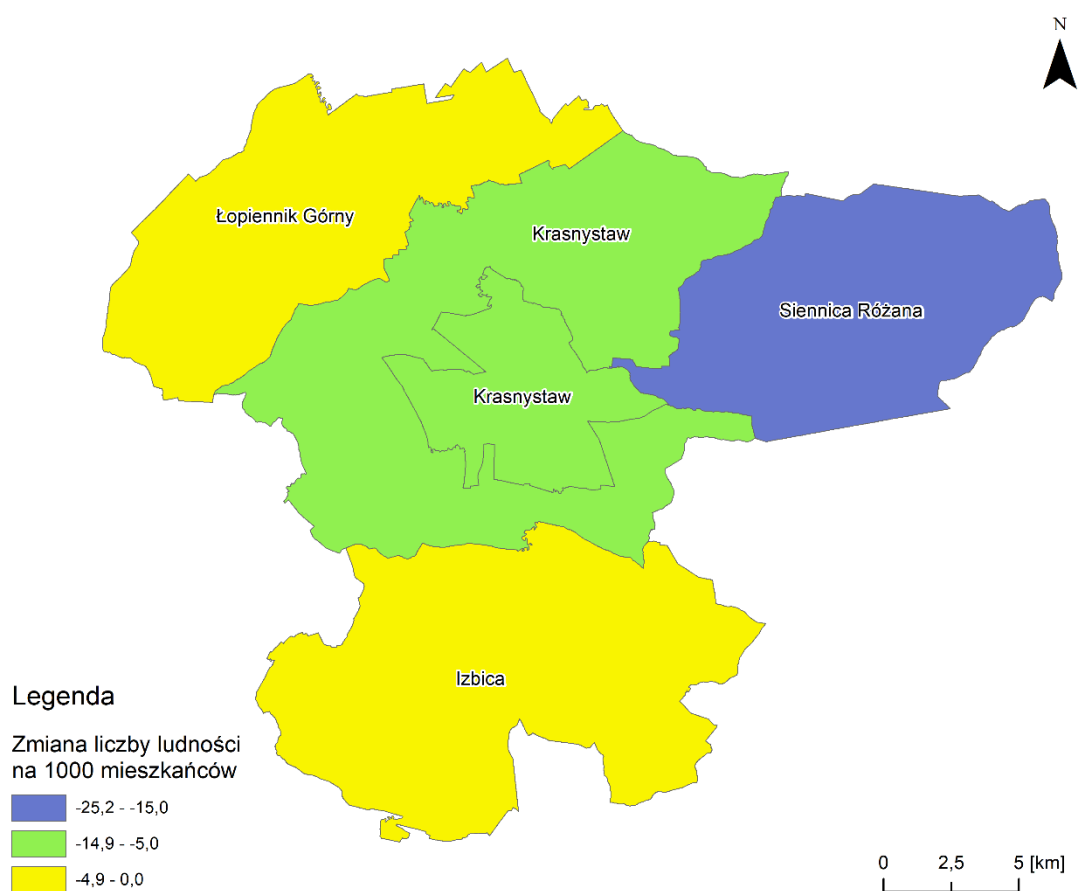 N
Łopiennik Górny
Krasnystaw
Siennica Różana
Krasnystaw
Izbica
Legenda
Zmiana liczby ludności
na 1000 mieszkańców
-25,2 - -15,0
-14,9 - -5,0
-4,9 - 0,0
0 2,5 5 [km]